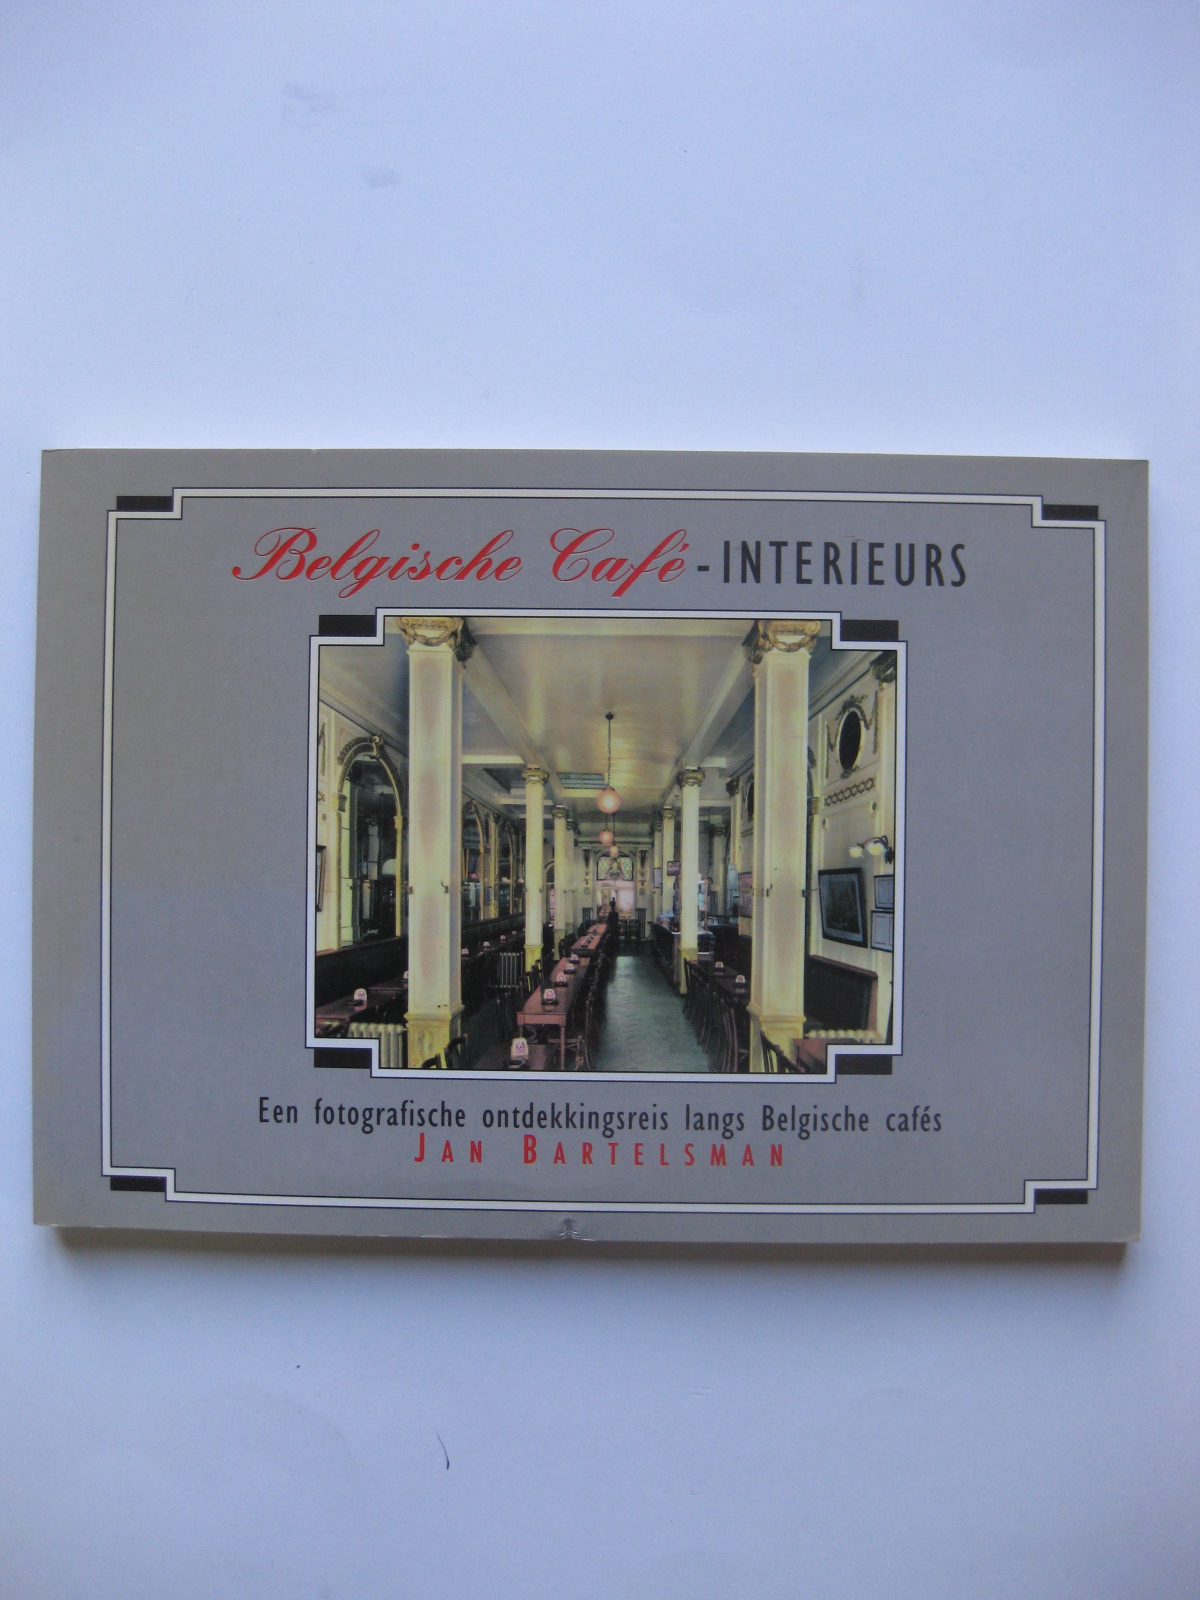 Belgische Café - INTERIEURS
Een fotografische ontdekkingsreis langs Belgische cafés
JAN BARTELSMAN